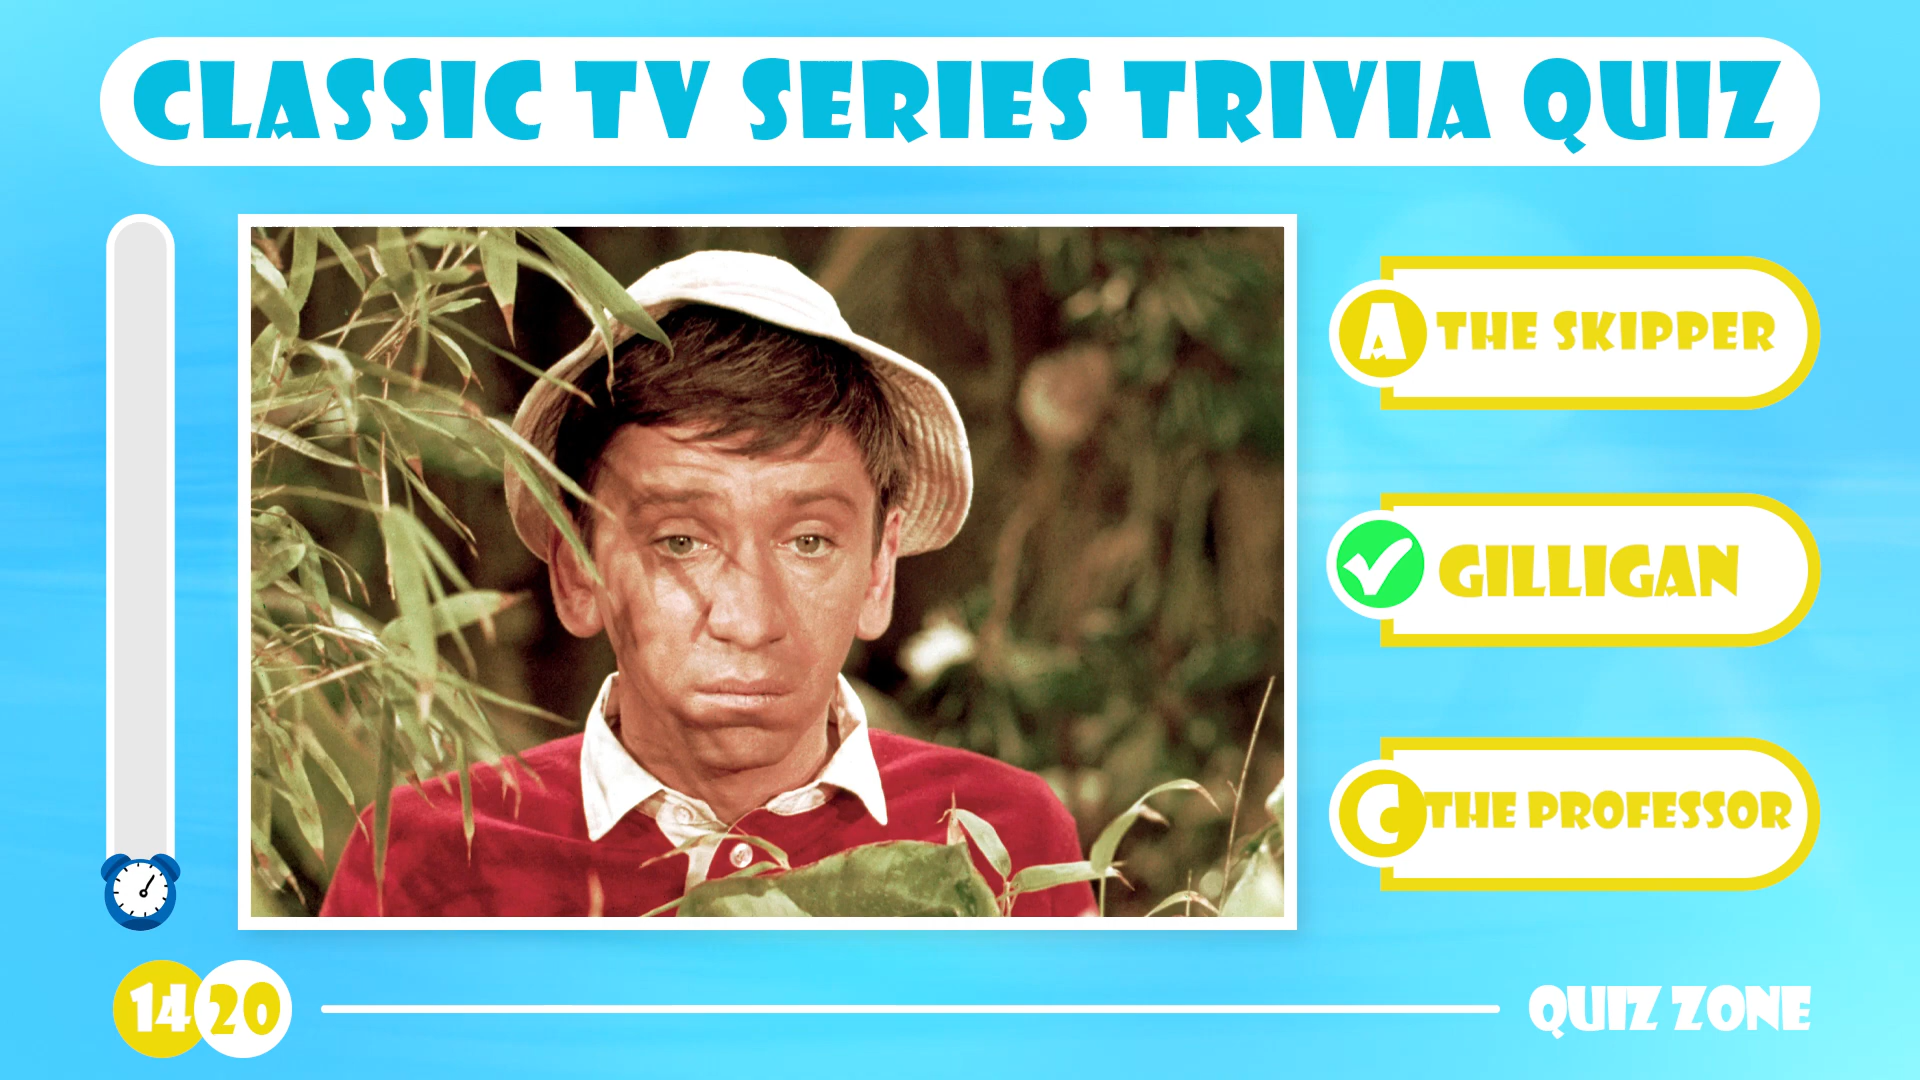 CLASSIC TV SERIES TRIVIA QUIZ
A THE SKIPPER
GILLIGAN
C THE PROFESSOR
14 20
QUIZ ZONE